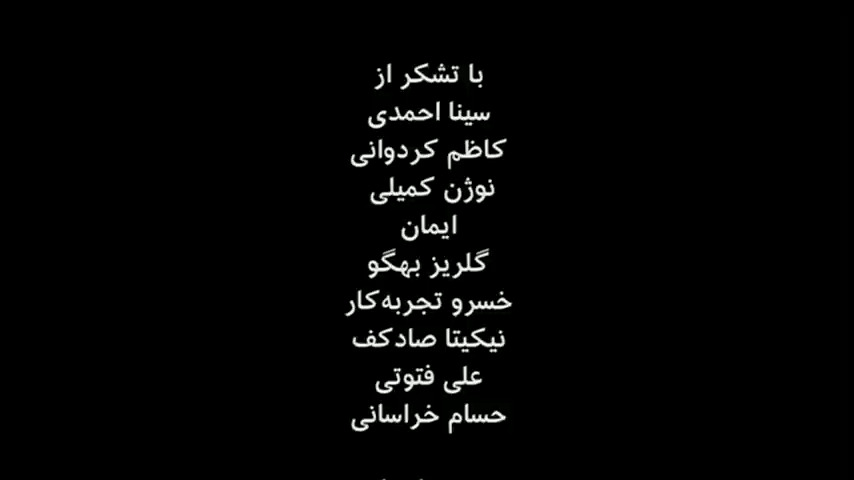 با تشکر از
سینا احمدی
کاظم کردوانی
نوژن کمیلی
ایمان
گلریز بهگو
خسرو تجربه‌کار
نیکیتا صادکف
علی فتوتی
حسام خراسانی